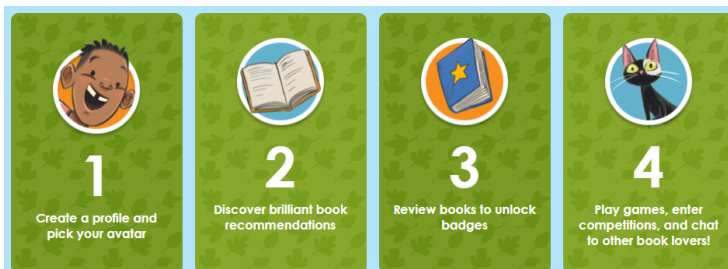 1
Create a profile and
pick your avatar
2
Discover brilliant book
recommendations
3
Review books to unlock
badges
4
Play games, enter
competitions, and chat
to other book lovers!